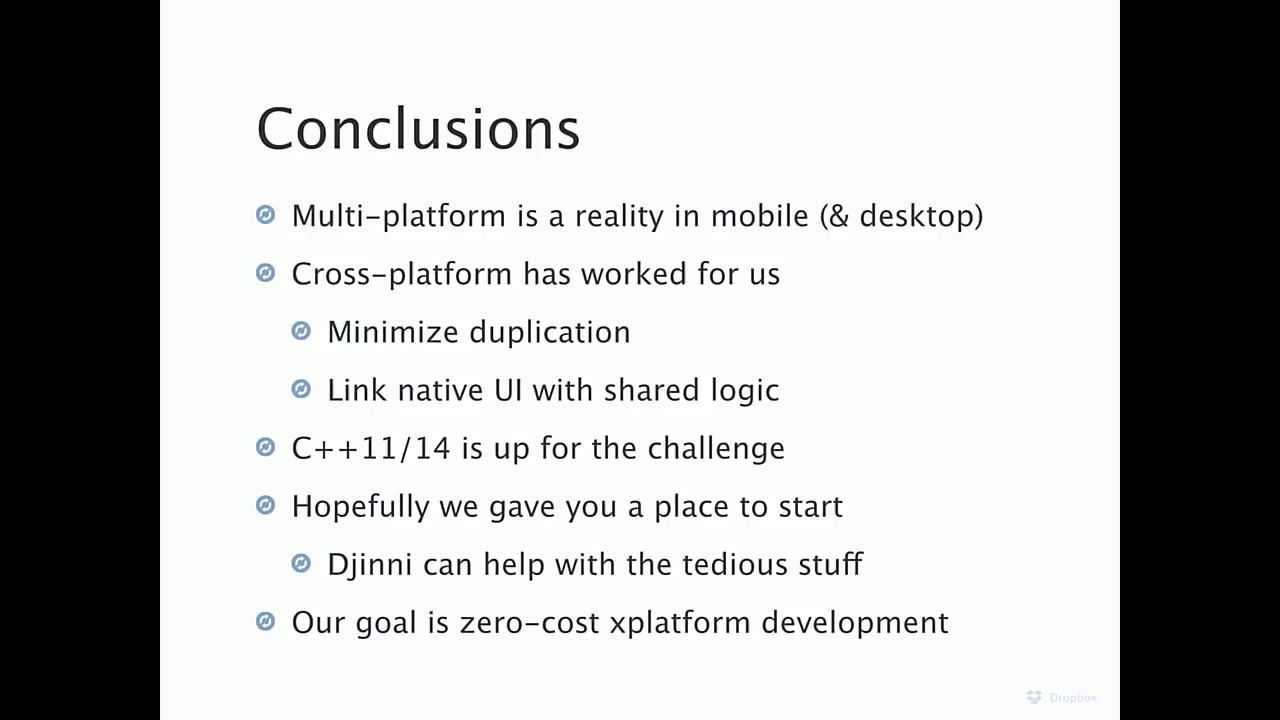 Conclusions
Multi-platform is a reality in mobile (& desktop)
Cross-platform has worked for us
Minimize duplication
Link native UI with shared logic
C++11/14 is up for the challenge
Hopefully we gave you a place to start
Djinni can help with the tedious stuff
Our goal is zero-cost xplatform development
Dropbox